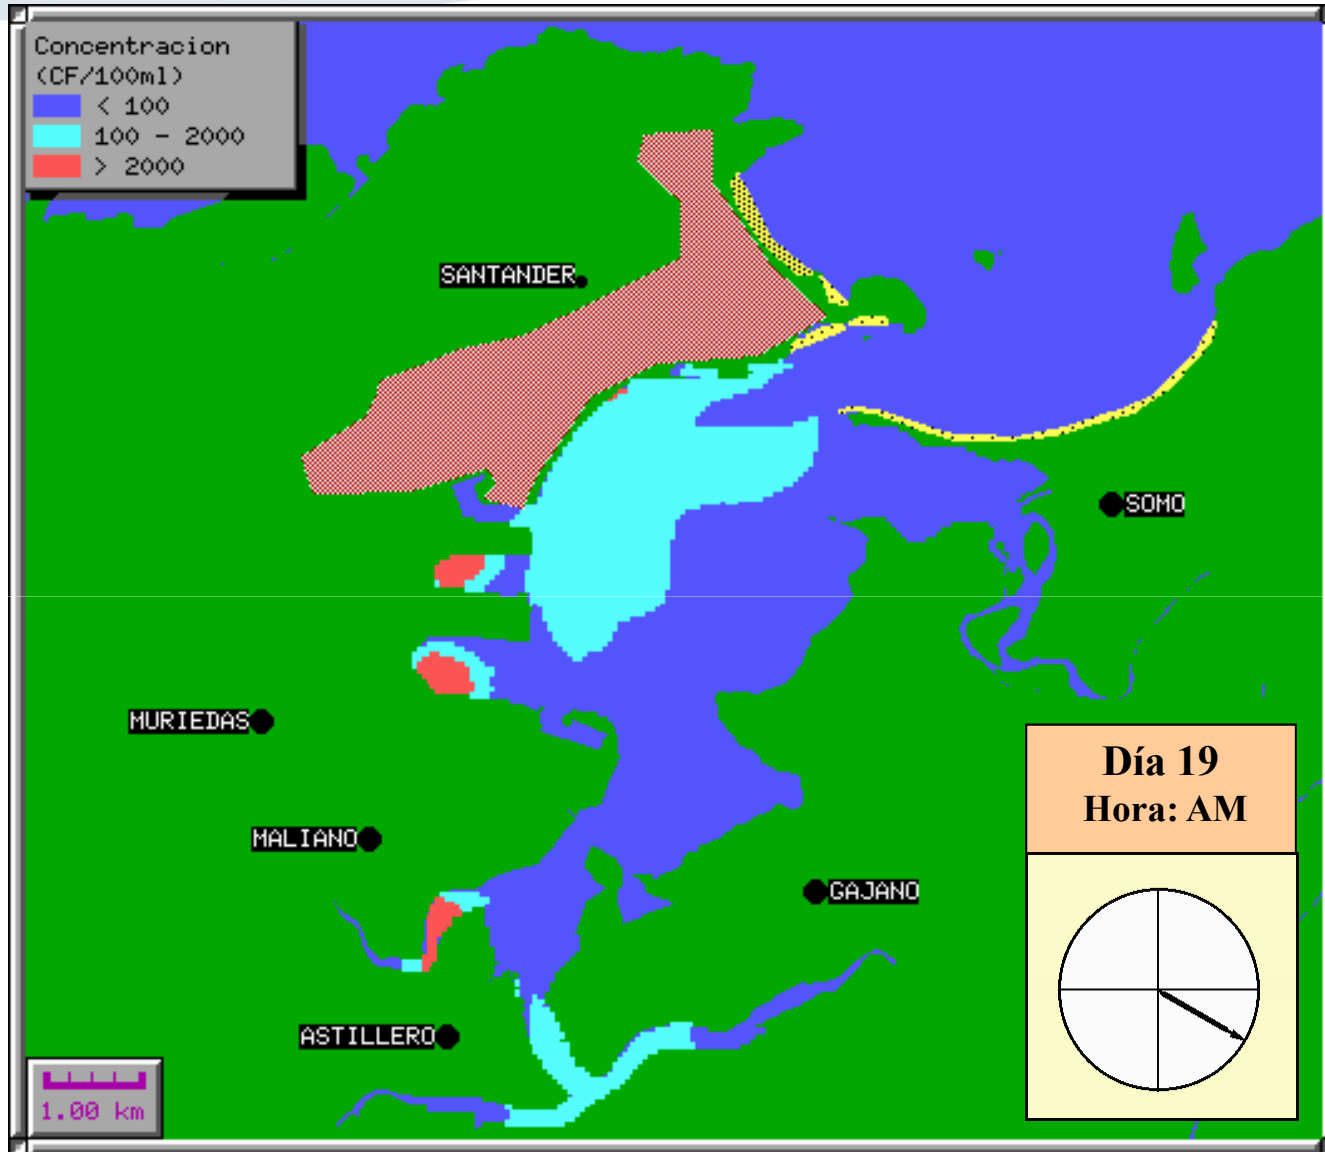 Concentracion
(CF/100ml)
< 100
100 - 2000
> 2000
SANTANDER
SOMO
MURIEDAS
Día 19
Hora: AM
MALIANO
GAJANO
ASTILLERO
1.00 km